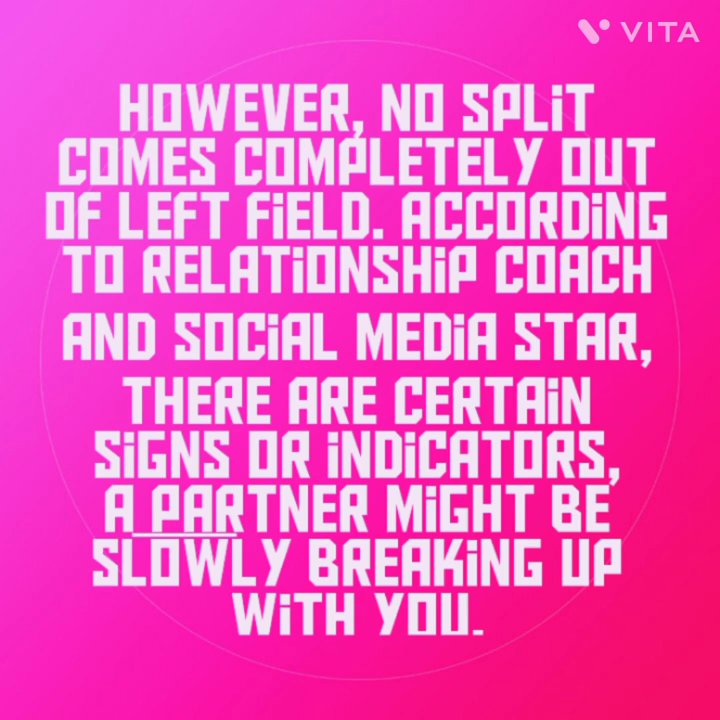 VITA
HOWEVER, NO SPLiT
COMES COMPLETELY OUT
OF LEFT FiELD. ACCORDiNG
TO RELATiONSHiP COACH
AND SOCiAL MEDiA STAR,
THERE ARE CERTAiN
SiGNS OR iNDiCATORS,
A PARTNER MiGHT BE
SLOWLY BREAKiNG UP
WiTH YOU.